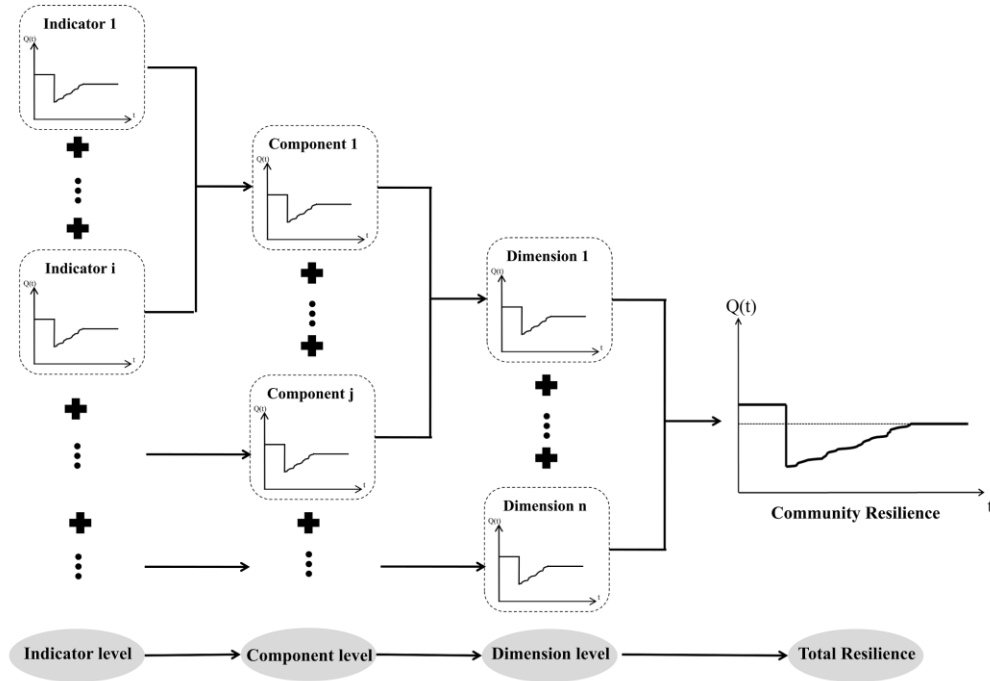 Indicator 1
Q(t)
t
Indicator i
Q(t)
t
Component 1
Q(t)
t
Component j
Q(t)
t
Dimension 1
Q(t)
t
Dimension n
Q(t)
t
Q(t)
t
Community Resilience
Indicator level
Component level
Dimension level
Total Resilience